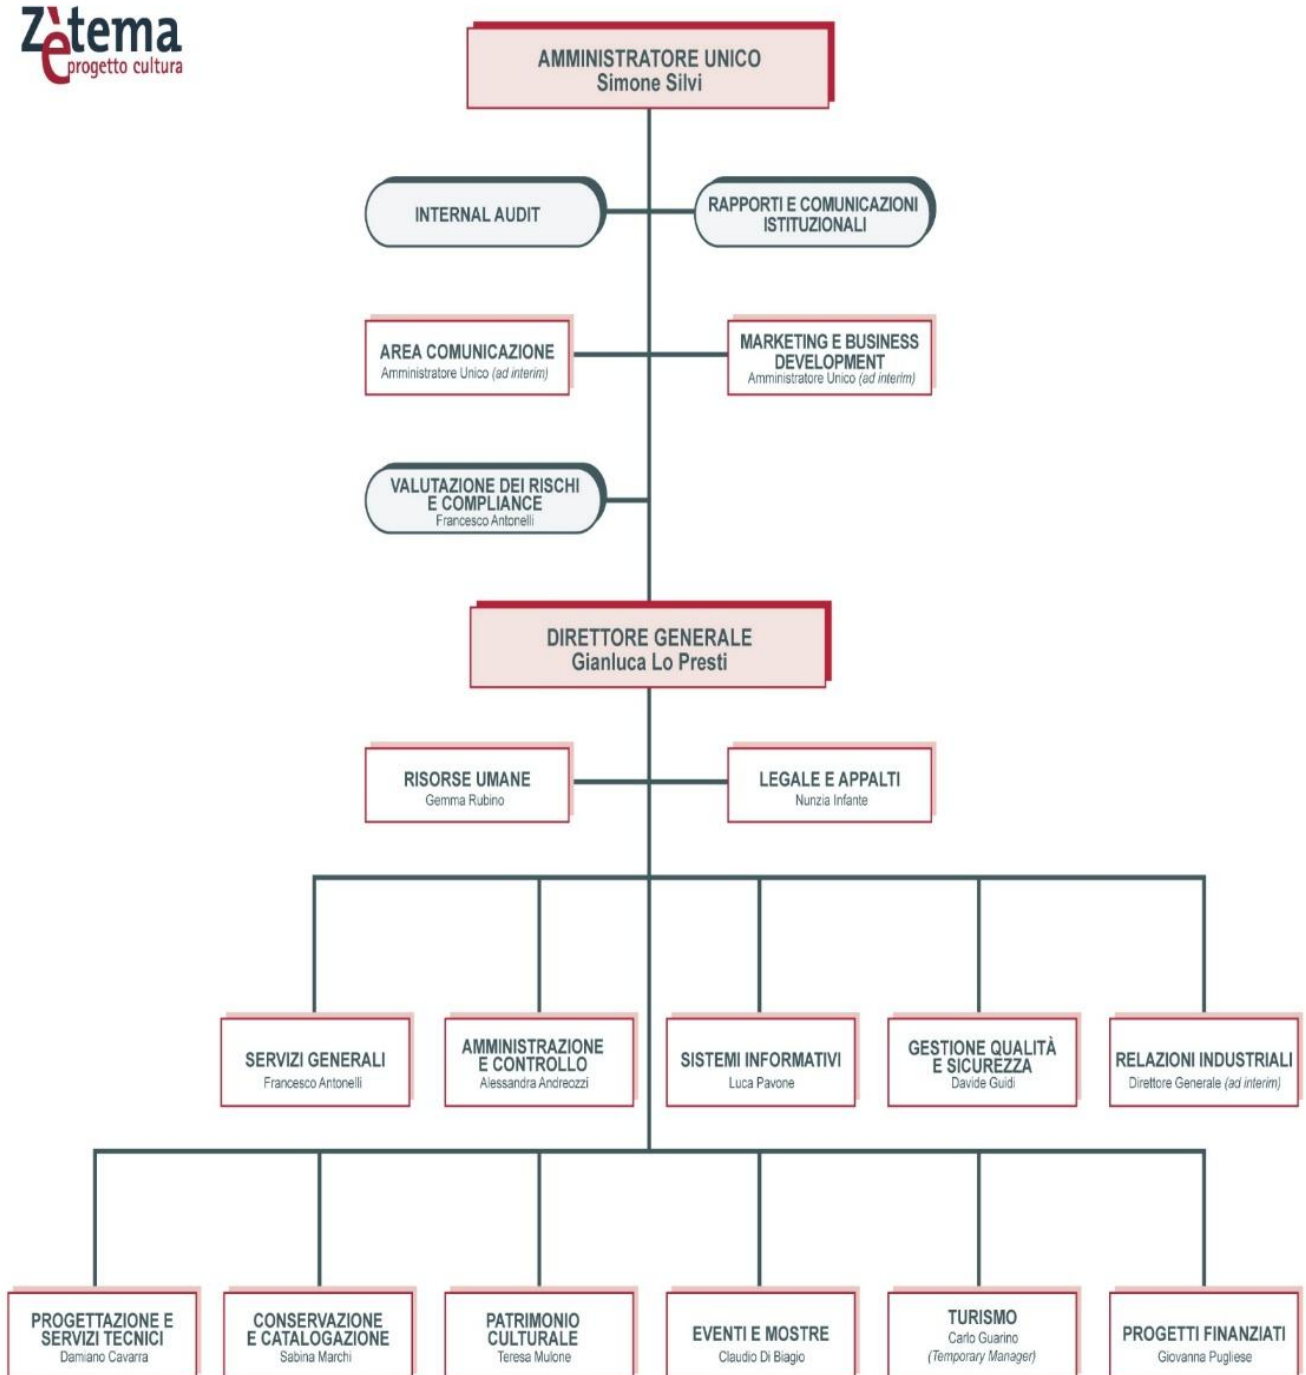 Zètema
progetto cultura
AMMINISTRATORE UNICO
Simone Silvi
INTERNAL AUDIT
RAPPORTI E COMUNICAZIONI
ISTITUZIONALI
AREA COMUNICAZIONE
Amministratore Unico (ad interim)
MARKETING E BUSINESS
DEVELOPMENT
Amministratore Unico (ad interim)
VALUTAZIONE DEI RISCHI
E COMPLIANCE
Francesco Antonelli
DIRETTORE GENERALE
Gianluca Lo Presti
RISORSE UMANE
Gemma Rubino
LEGALE E APPALTI
Nunzia Infante
SERVIZI GENERALI
Francesco Antonelli
AMMINISTRAZIONE
E CONTROLLO
Alessandra Andreozzi
SISTEMI INFORMATIVI
Luca Pavone
GESTIONE QUALITÀ
E SICUREZZA
Davide Guidi
RELAZIONI INDUSTRIALI
Direttore Generale (ad interim)
PROGETTAZIONE E
SERVIZI TECNICI
Damiano Cavarra
CONSERVAZIONE
E CATALOGAZIONE
Sabina Marchi
PATRIMONIO
CULTURALE
Teresa Mulone
EVENTI E MOSTRE
Claudio Di Biagio
TURISMO
Carlo Guarino
(Temporary Manager)
PROGETTI FINANZIATI
Giovanna Pugliese